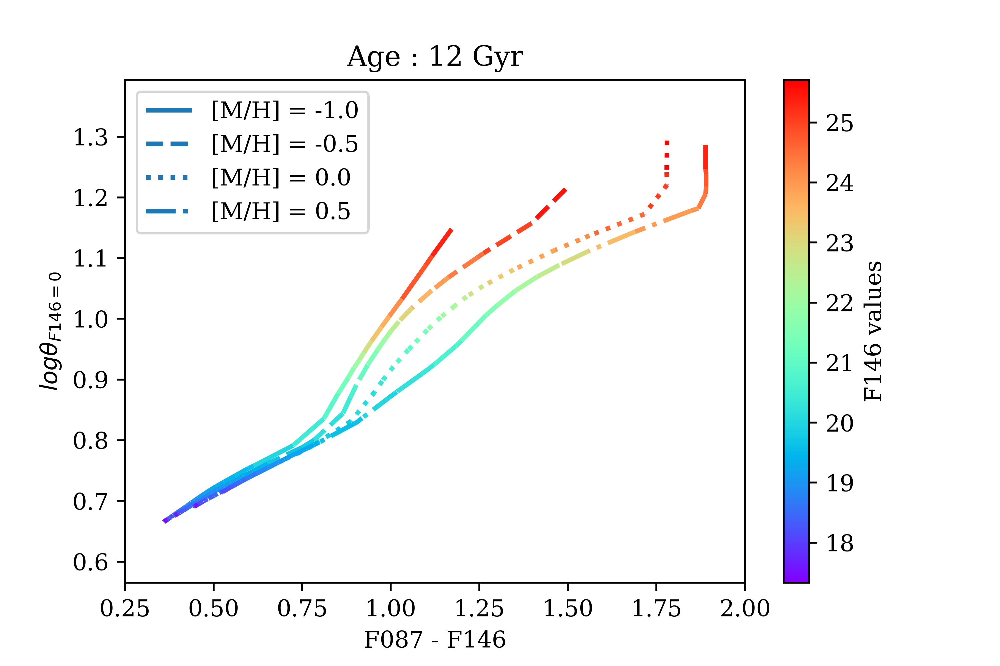 Age : 12 Gyr
[M/H] = -1.0
[M/H] = -0.5
[M/H] = 0.0
[M/H] = 0.5
1.3
1.2
1.1
1.0
0.9
0.8
0.7
0.6
logθF146 = 0
0.25 0.50 0.75 1.00 1.25 1.50 1.75 2.00
F087 - F146
25
24
23
22
21
20
19
18
F146 values